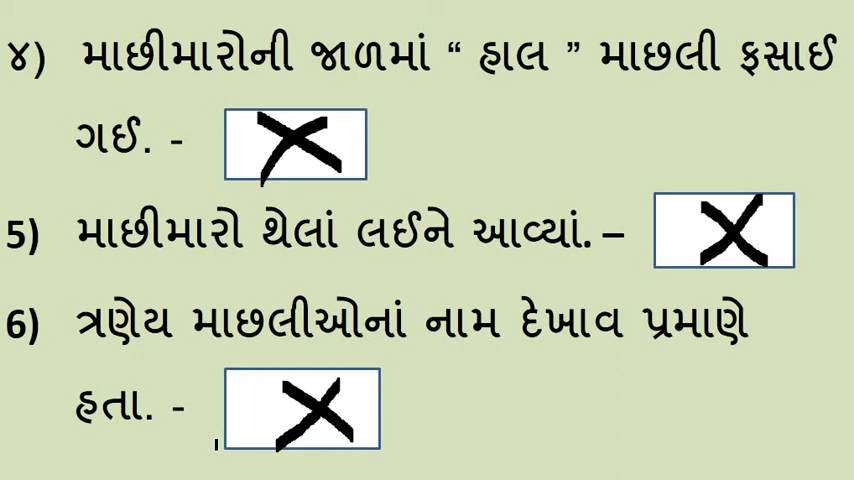 ૪) માછીમારોની જાળમાં “ હાલ ” માછલી ફસાઈ
ગઈ. -
5) માછીમારો થેલાં લઈને આવ્યાં. –
6) ત્રણેય માછલીઓનાં નામ દેખાવ પ્રમાણે
હતા. -